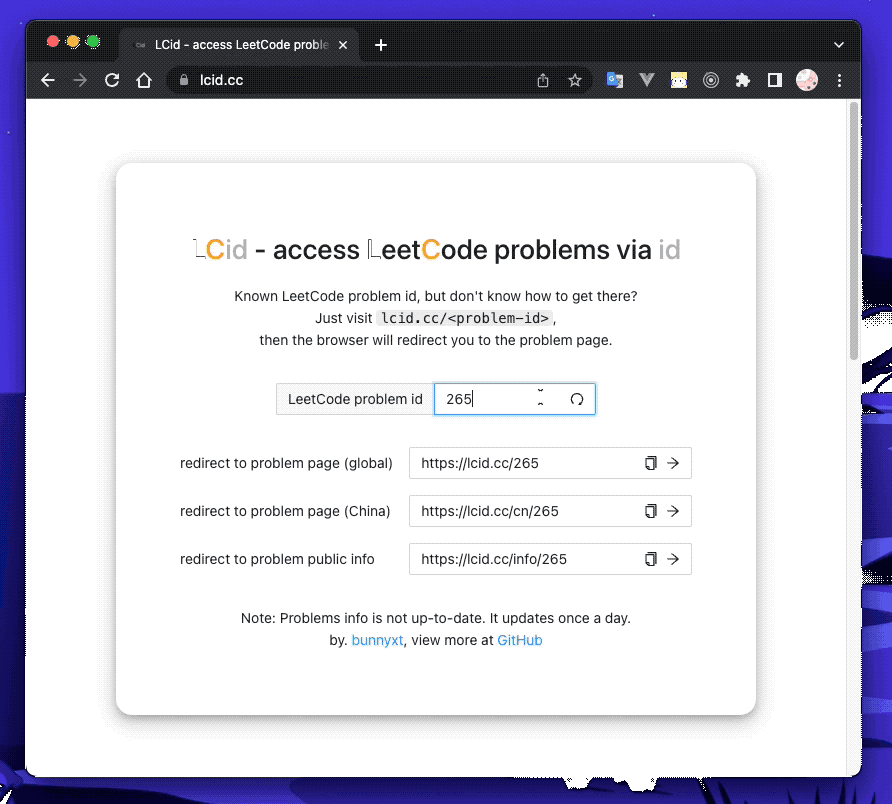 LCid - access LeetCode proble
lcid.cc
LCid - access LeetCode problems via id
Known LeetCode problem id, but don't know how to get there?
Just visit lcid.cc/<problem-id>,
then the browser will redirect you to the problem page.
LeetCode problem id 265
redirect to problem page (global) https://lcid.cc/265
redirect to problem page (China) https://lcid.cc/cn/265
redirect to problem public info https://lcid.cc/info/265
Note: Problems info is not up-to-date. It updates once a day.
by. bunnyxt, view more at GitHub